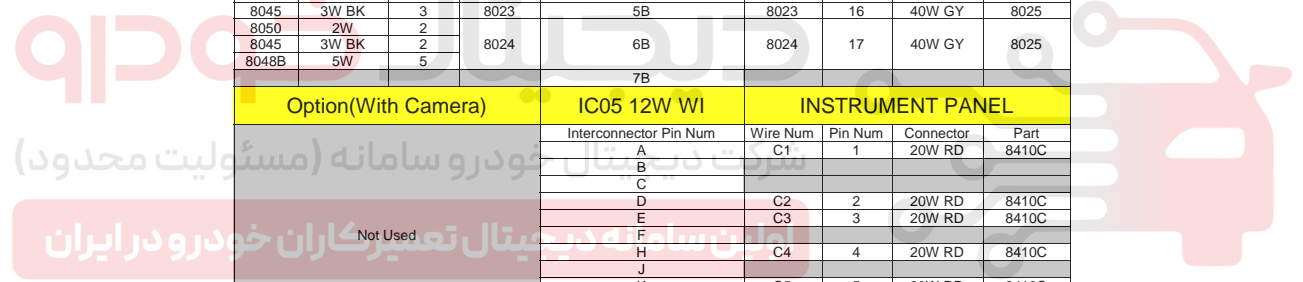 8045 3W BK 3 8023 5B 8023 16 40W GY 8025
8050 2W 2
8045 3W BK 2 8024 6B 8024 17 40W GY 8025
8048B 5W 5
7B
Option(With Camera) IC05 12W WI INSTRUMENT PANEL
Interconnector Pin Num Wire Num Pin Num Connector Part
A C1 1 20W RD 8410C
B
C
D C2 2 20W RD 8410C
E C3 3 20W RD 8410C
Not Used F
H C4 4 20W RD 8410C
J
دیجیتال خودرو
شرکت دیجیتال خودرو سامانه (مسئولیت محدود)
اولین سامانه دیجیتال تعمیرکاران خودرو در ایران